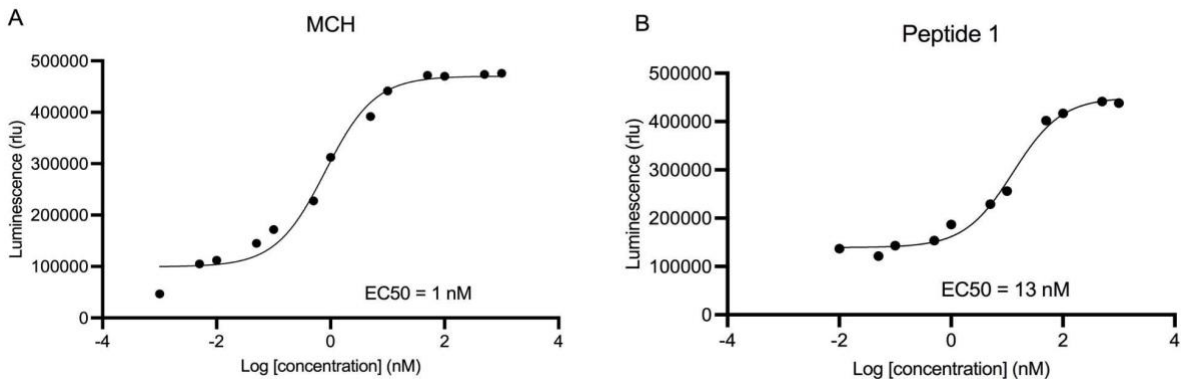 A
MCH
500000
400000
300000
200000
100000
0
-4
-2
0
2
4
Luminescence (rlu)
Log [concentration] (nM)
EC50 = 1 nM
B
Peptide 1
500000
400000
300000
200000
100000
0
-4
-2
0
2
4
Luminescence (rlu)
Log [concentration] (nM)
EC50 = 13 nM